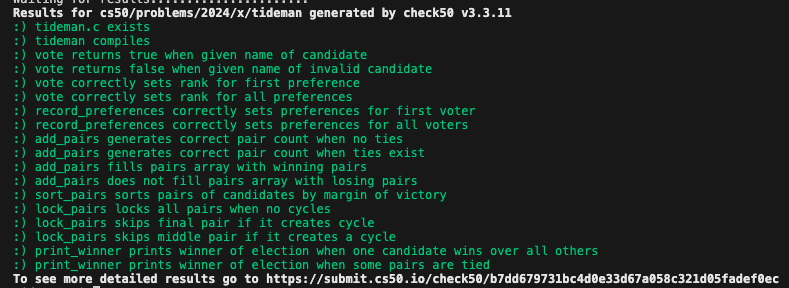 Waiting for results......................
Results for cs50/problems/2024/x/tideman generated by check50 v3.3.11
:) tideman.c exists
:) tideman compiles
:) vote returns true when given name of candidate
:) vote returns false when given name of invalid candidate
:) vote correctly sets rank for first preference
:) vote correctly sets rank for all preferences
:) record_preferences correctly sets preferences for first voter
:) record_preferences correctly sets preferences for all voters
:) add_pairs generates correct pair count when no ties
:) add_pairs generates correct pair count when ties exist
:) add_pairs fills pairs array with winning pairs
:) add_pairs does not fill pairs array with losing pairs
:) sort_pairs sorts pairs of candidates by margin of victory
:) lock_pairs locks all pairs when no cycles
:) lock_pairs skips final pair if it creates cycle
:) lock_pairs skips middle pair if it creates a cycle
:) print_winner prints winner of election when one candidate wins over all others
:) print_winner prints winner of election when some pairs are tied
To see more detailed results go to https://submit.cs50.io/check50/b7dd679731bc4d0e33d67a058c321d05fadef0ec